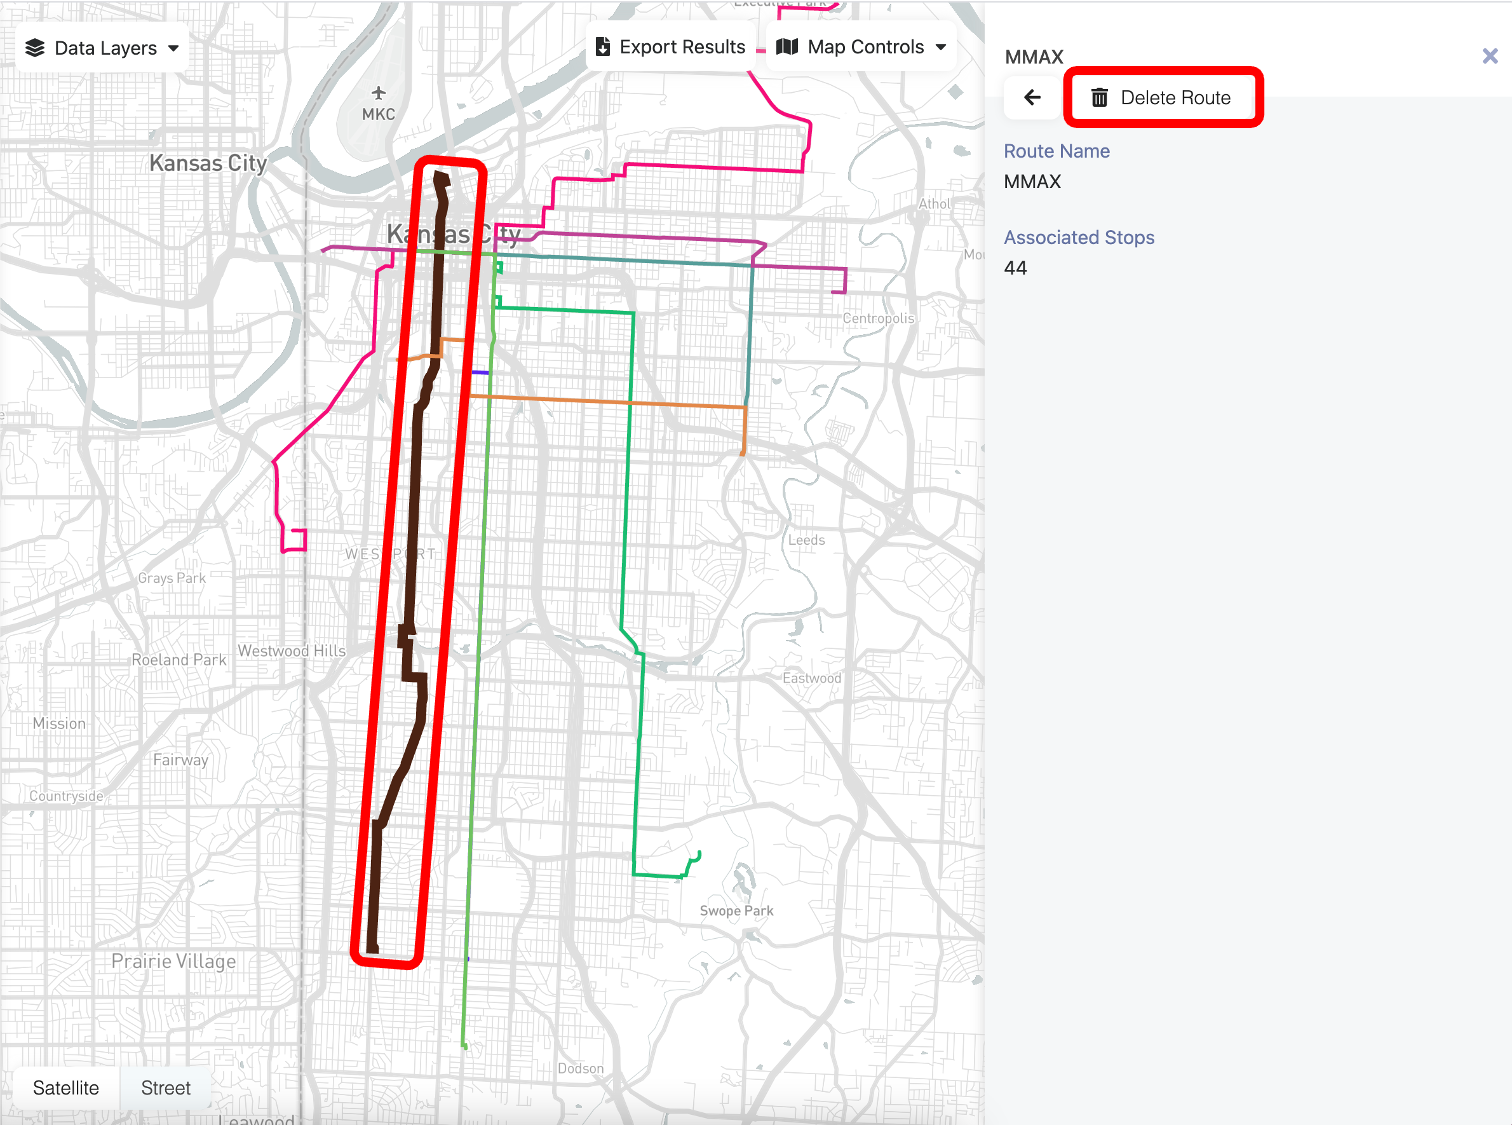 Executive Park
Data Layers
Export Results
Map Controls
MMAX
Delete Route
MKC
Route Name
Kansas City
MMAX
Athol
Kansas City
Associated Stops
44
Centropolis
WESTPORT
Leeds
Grays Park
Westwood Hills
Roeland Park
Eastwood
Mission
Fairway
Countryside
Swope Park
Prairie Village
Dodson
Satellite
Street
Leawood